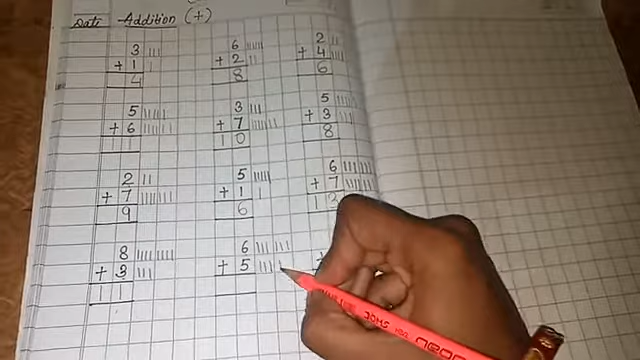 Date Addition (+)
3 6 2
+ 1 + 2 + 4
4 8 6
5 3 5
+ 6 + 7 + 3
11 10 8
2 5 6
+ 7 + 1 + 7
9 6 13
8 6
+ 3 + 5 +
11